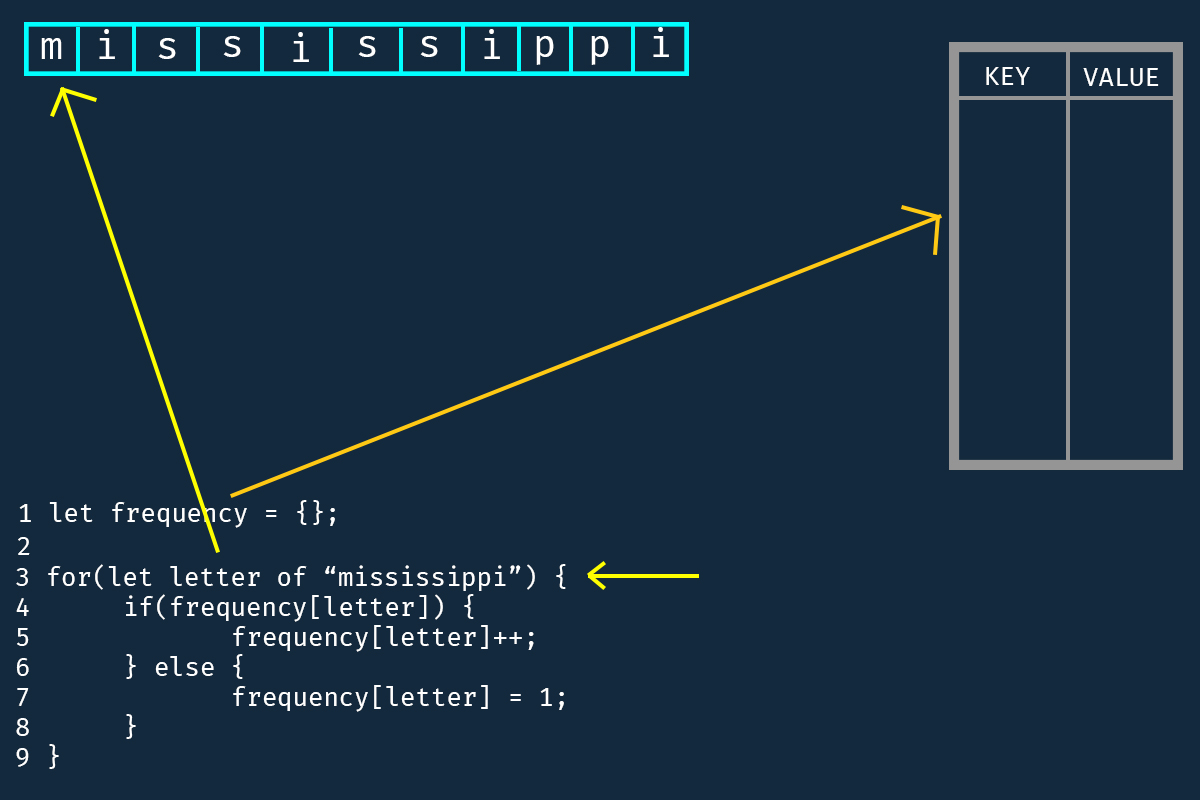 m i s s i s s i p p i
KEY VALUE
1 let frequency = {};
2
3 for(let letter of “mississippi”) {
4 if(frequency[letter]) {
5 frequency[letter]++;
6 } else {
7 frequency[letter] = 1;
8 }
9 }